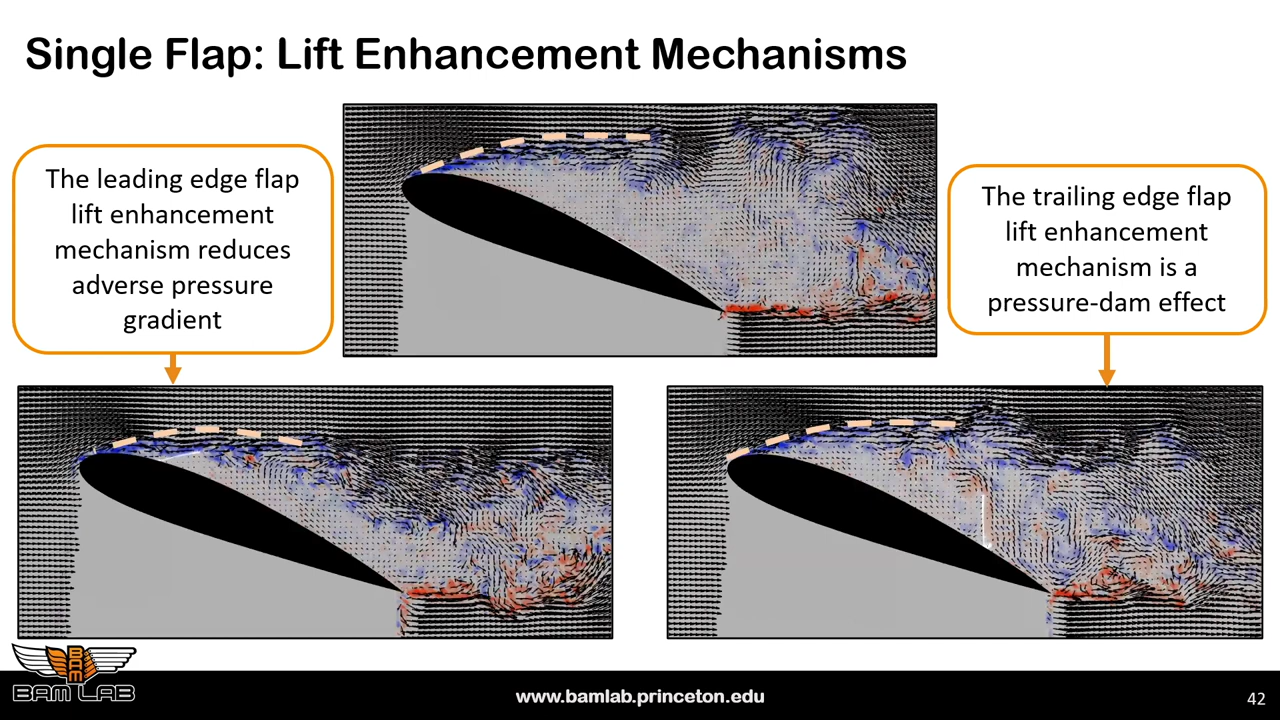 Single Flap: Lift Enhancement Mechanisms
The leading edge flap
lift enhancement
mechanism reduces
adverse pressure
gradient
The trailing edge flap
lift enhancement
mechanism is a
pressure-dam effect
BAM
BAM LAB
www.bamlab.princeton.edu
42